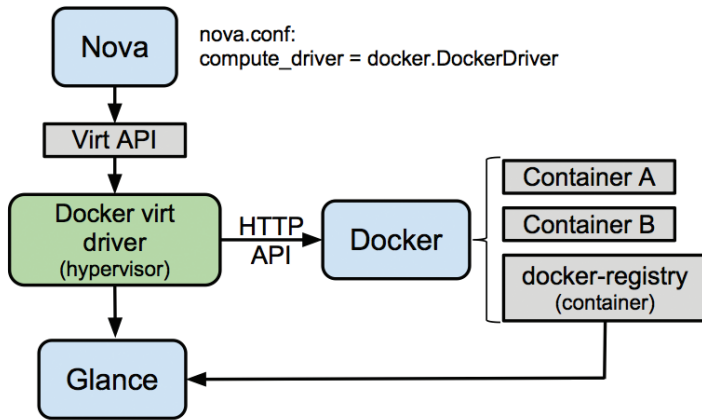 Nova
nova.conf:
compute_driver = docker.DockerDriver
Virt API
Docker virt
driver
(hypervisor)
HTTP
API
Docker
Container A
Container B
docker-registry
(container)
Glance